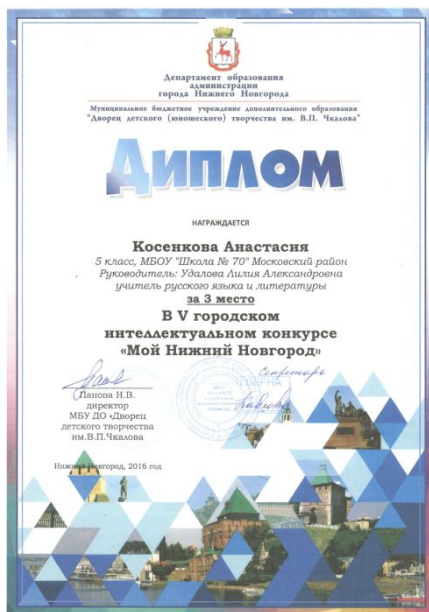 Департамент образования
администрации
города Нижнего Новгорода
Муниципальное бюджетное учреждение дополнительного образования
"Дворец детского (юношеского) творчества им. В.П. Чкалова"
Диплом
НАГРАЖДАЕТСЯ
Косенкова Анастасия
5 класс, МБОУ "Школа № 70" Московский район
Руководитель: Удалова Лилия Александровна
учитель русского языка и литературы
за 3 место
В V городском
интеллектуальном конкурсе
«Мой Нижний Новгород»
Секретарь
Панова Н.В.
директор
МБУ ДО «Дворец
детского творчества
им.В.П.Чкалова
Нижний Новгород, 2016 год